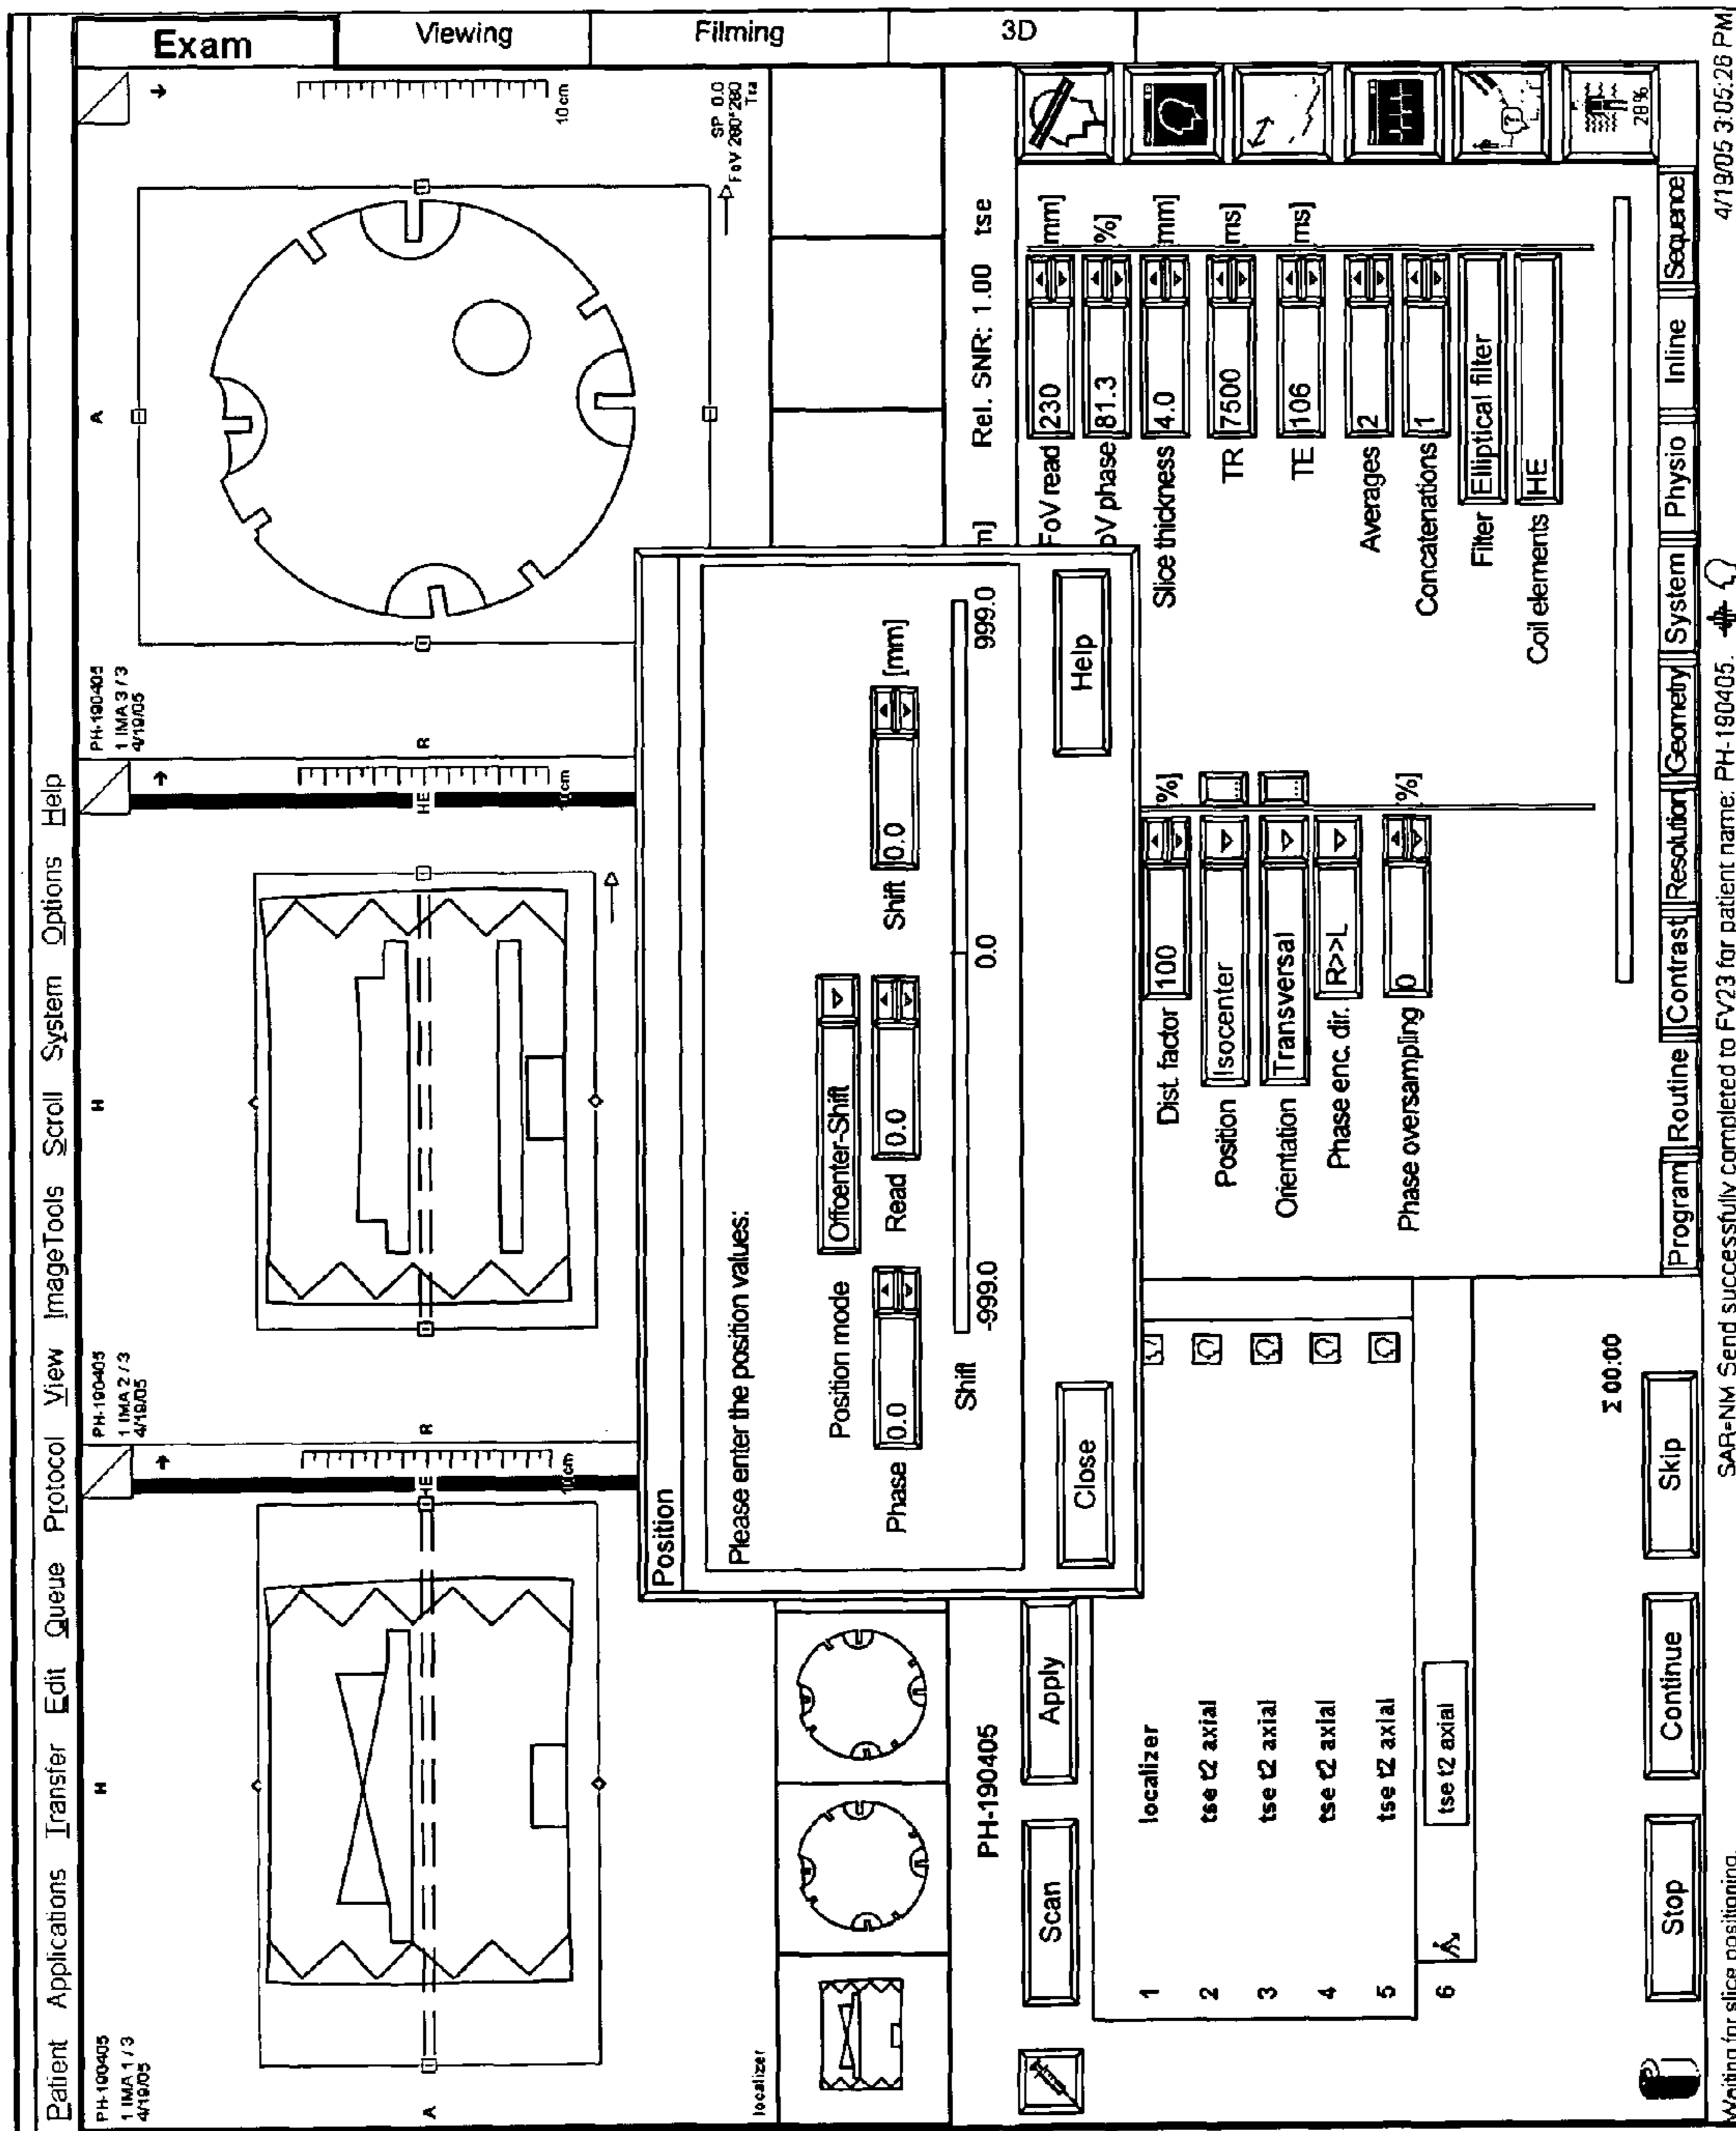 Patient Applications Transfer Edit Queue Protocol View ImageTools Scroll System Options Help
Exam
Viewing
Filming
3D
PH-190405
1 IMA 1 / 3
4/19/05
H
A
HE
10cm
PH-190405
1 IMA 2 / 3
4/19/05
H
R
HE
10cm
PH-190405
1 IMA 3 / 3
4/19/05
A
R
10cm
SP 0.0
FoV 280*280
Tra
localizer
Position
Please enter the position values:
Position mode Offcenter-Shift
Phase 0.0 Read 0.0 Shift 0.0 [mm]
Shift
-999.0 0.0 999.0
Close Help
PH-190405
m] Rel. SNR: 1.00 tse
Scan Apply
1 localizer
2 tse t2 axial
3 tse t2 axial
4 tse t2 axial
5 tse t2 axial
6 tse t2 axial
Σ 00:00
Stop Continue Skip
Dist. factor 100 %]
Position Isocenter
Orientation Transversal
Phase enc. dir. R>>L
Phase oversampling 0 %]
FoV read 230 mm]
oV phase 81.3 %]
Slice thickness 4.0 mm]
TR 7500 ms]
TE 106 ms]
Averages 2
Concatenations 1
Filter Elliptical filter
Coil elements HE
28%
Program Routine Contrast Resolution Geometry System Physio Inline Sequence
Waiting for slice positioning. SAR=NM Send successfully completed to FV23 for patient name: PH-190405. 4/19/05 3:05:26 PM